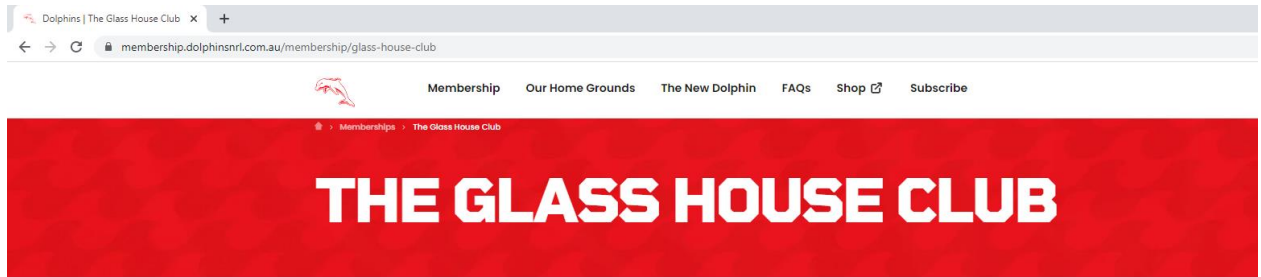 Dolphins | The Glass House Club
membership.dolphinsnrl.com.au/membership/glass-house-club
Membership Our Home Grounds The New Dolphin FAQs Shop Subscribe
Memberships > The Glass House Club
THE GLASS HOUSE CLUB